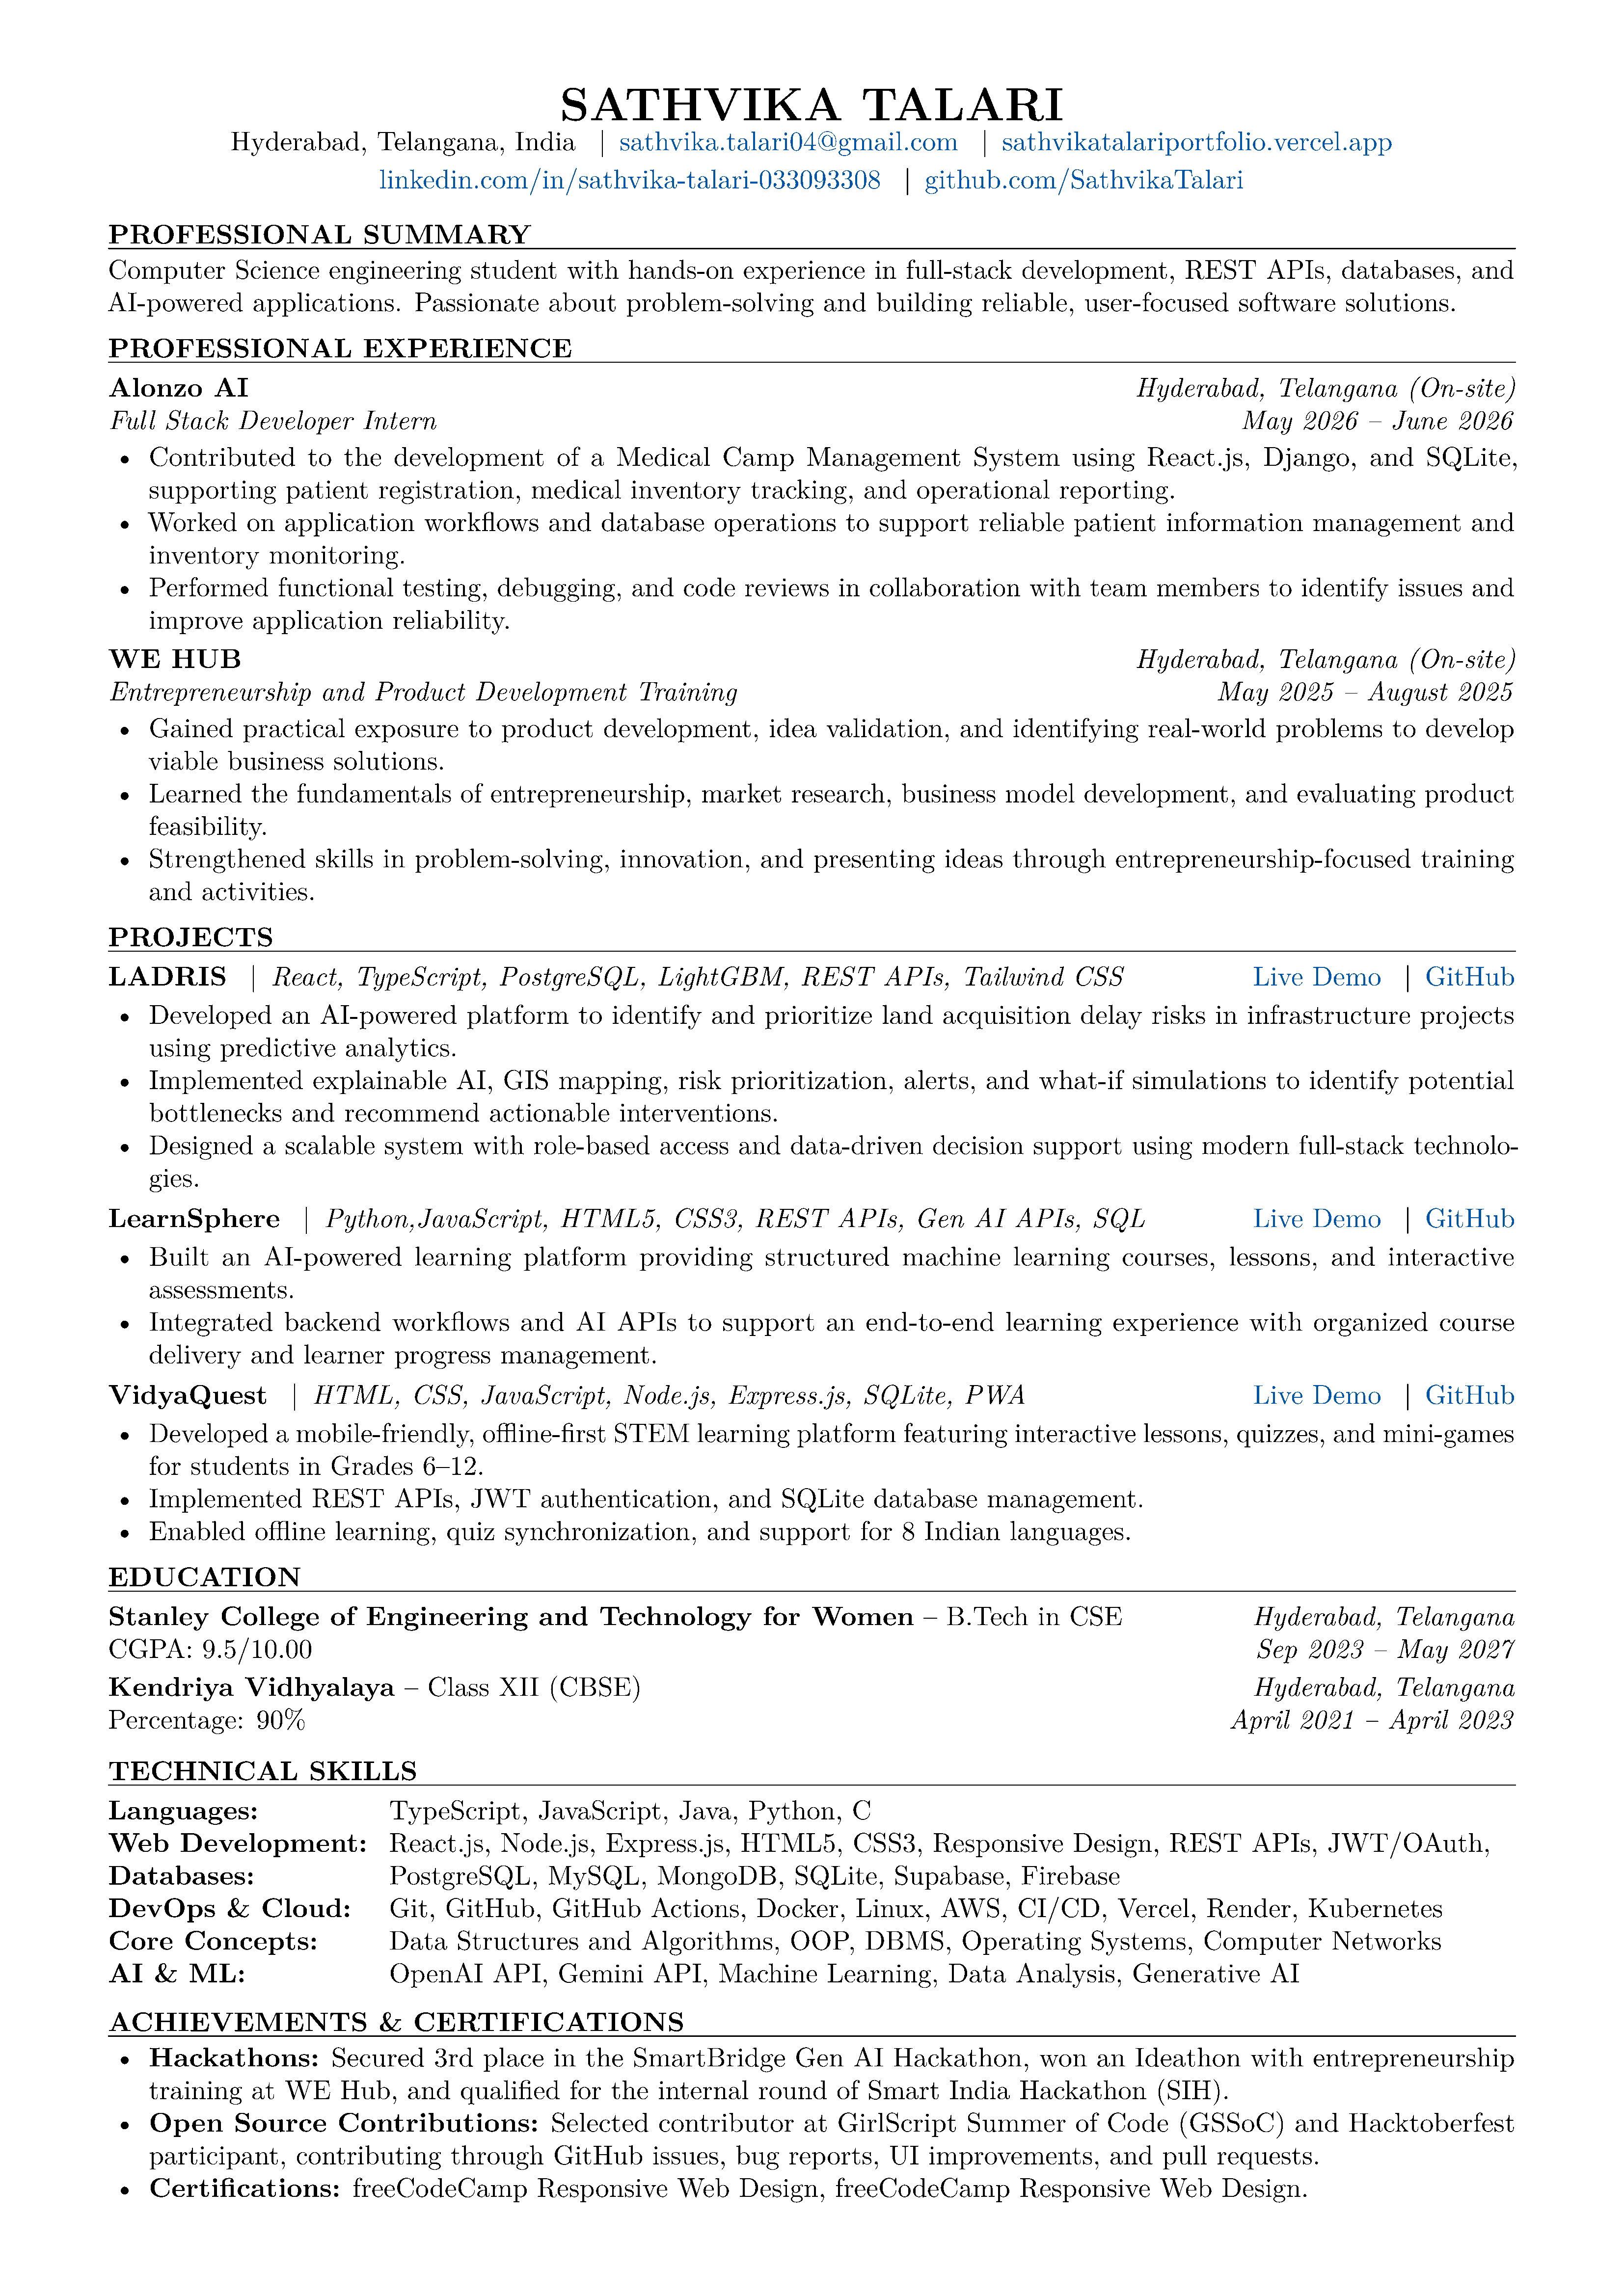 SATHVIKA TALARI
Hyderabad, Telangana, India | sathvika.talari04@gmail.com | sathvikatalariportfolio.vercel.app
linkedin.com/in/sathvika-talari-033093308 | github.com/SathvikaTalari
PROFESSIONAL SUMMARY
Computer Science engineering student with hands-on experience in full-stack development, REST APIs, databases, and
AI-powered applications. Passionate about problem-solving and building reliable, user-focused software solutions.
PROFESSIONAL EXPERIENCE
Alonzo AI Hyderabad, Telangana (On-site)
Full Stack Developer Intern May 2026 – June 2026
• Contributed to the development of a Medical Camp Management System using React.js, Django, and SQLite,
supporting patient registration, medical inventory tracking, and operational reporting.
• Worked on application workflows and database operations to support reliable patient information management and
inventory monitoring.
• Performed functional testing, debugging, and code reviews in collaboration with team members to identify issues and
improve application reliability.
WE HUB Hyderabad, Telangana (On-site)
Entrepreneurship and Product Development Training May 2025 – August 2025
• Gained practical exposure to product development, idea validation, and identifying real-world problems to develop
viable business solutions.
• Learned the fundamentals of entrepreneurship, market research, business model development, and evaluating product
feasibility.
• Strengthened skills in problem-solving, innovation, and presenting ideas through entrepreneurship-focused training
and activities.
PROJECTS
LADRIS | React, TypeScript, PostgreSQL, LightGBM, REST APIs, Tailwind CSS Live Demo | GitHub
• Developed an AI-powered platform to identify and prioritize land acquisition delay risks in infrastructure projects
using predictive analytics.
• Implemented explainable AI, GIS mapping, risk prioritization, alerts, and what-if simulations to identify potential
bottlenecks and recommend actionable interventions.
• Designed a scalable system with role-based access and data-driven decision support using modern full-stack technolo-
gies.
LearnSphere | Python,JavaScript, HTML5, CSS3, REST APIs, Gen AI APIs, SQL Live Demo | GitHub
• Built an AI-powered learning platform providing structured machine learning courses, lessons, and interactive
assessments.
• Integrated backend workflows and AI APIs to support an end-to-end learning experience with organized course
delivery and learner progress management.
VidyaQuest | HTML, CSS, JavaScript, Node.js, Express.js, SQLite, PWA Live Demo | GitHub
• Developed a mobile-friendly, offline-first STEM learning platform featuring interactive lessons, quizzes, and mini-games
for students in Grades 6–12.
• Implemented REST APIs, JWT authentication, and SQLite database management.
• Enabled offline learning, quiz synchronization, and support for 8 Indian languages.
EDUCATION
Stanley College of Engineering and Technology for Women – B.Tech in CSE Hyderabad, Telangana
CGPA: 9.5/10.00 Sep 2023 – May 2027
Kendriya Vidhyalaya – Class XII (CBSE) Hyderabad, Telangana
Percentage: 90% April 2021 – April 2023
TECHNICAL SKILLS
Languages: TypeScript, JavaScript, Java, Python, C
Web Development: React.js, Node.js, Express.js, HTML5, CSS3, Responsive Design, REST APIs, JWT/OAuth,
Databases: PostgreSQL, MySQL, MongoDB, SQLite, Supabase, Firebase
DevOps & Cloud: Git, GitHub, GitHub Actions, Docker, Linux, AWS, CI/CD, Vercel, Render, Kubernetes
Core Concepts: Data Structures and Algorithms, OOP, DBMS, Operating Systems, Computer Networks
AI & ML: OpenAI API, Gemini API, Machine Learning, Data Analysis, Generative AI
ACHIEVEMENTS & CERTIFICATIONS
• Hackathons: Secured 3rd place in the SmartBridge Gen AI Hackathon, won an Ideathon with entrepreneurship
training at WE Hub, and qualified for the internal round of Smart India Hackathon (SIH).
• Open Source Contributions: Selected contributor at GirlScript Summer of Code (GSSoC) and Hacktoberfest
participant, contributing through GitHub issues, bug reports, UI improvements, and pull requests.
• Certifications: freeCodeCamp Responsive Web Design, freeCodeCamp Responsive Web Design.